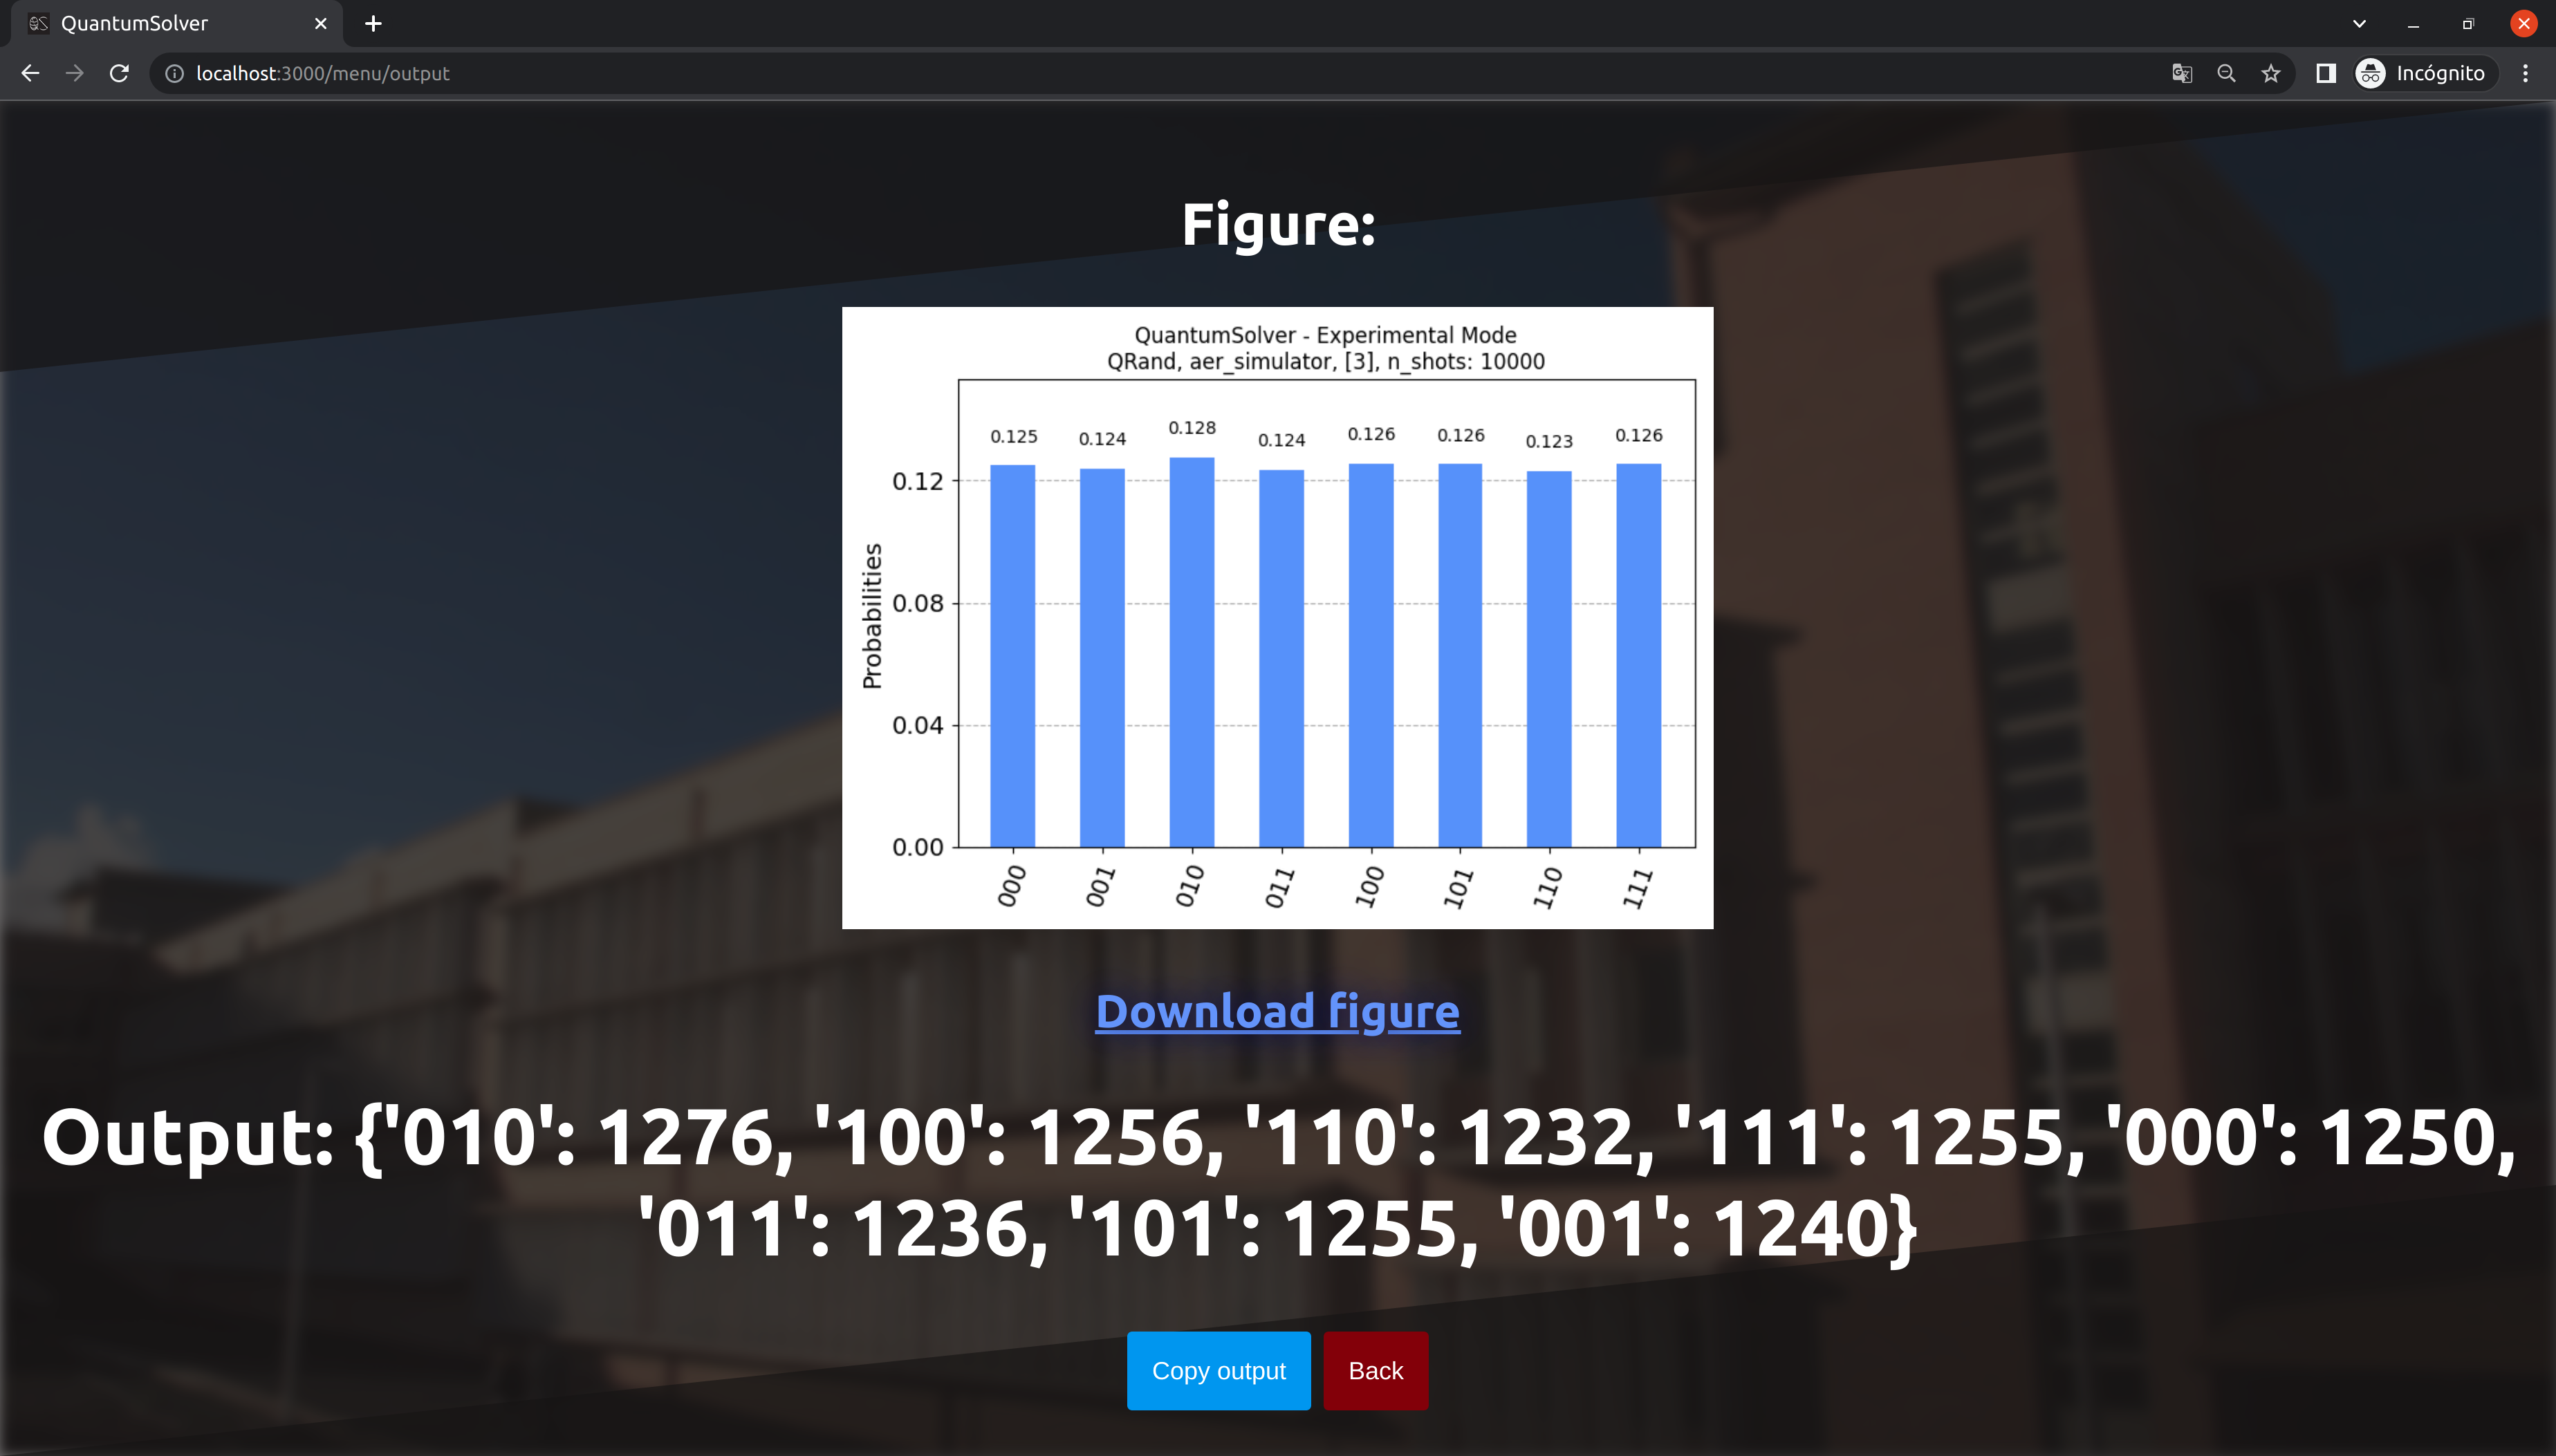 QuantumSolver
localhost:3000/menu/output
Incógnito
Figure:
QuantumSolver - Experimental Mode
QRand, aer_simulator, [3], n_shots: 10000
0.125 0.124 0.128 0.124 0.126 0.126 0.123 0.126
0.12
0.08
0.04
0.00
Probabilities
000 001 010 011 100 101 110 111
Download figure
Output: {'010': 1276, '100': 1256, '110': 1232, '111': 1255, '000': 1250,
'011': 1236, '101': 1255, '001': 1240}
Copy output
Back